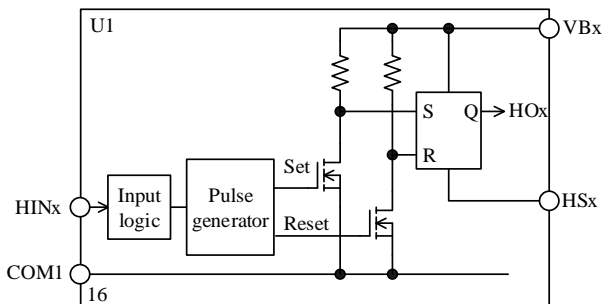 U1
VBx
S
Q
HOx
R
Set
Input
logic
Pulse
generator
HINx
HSx
Reset
COM1
16